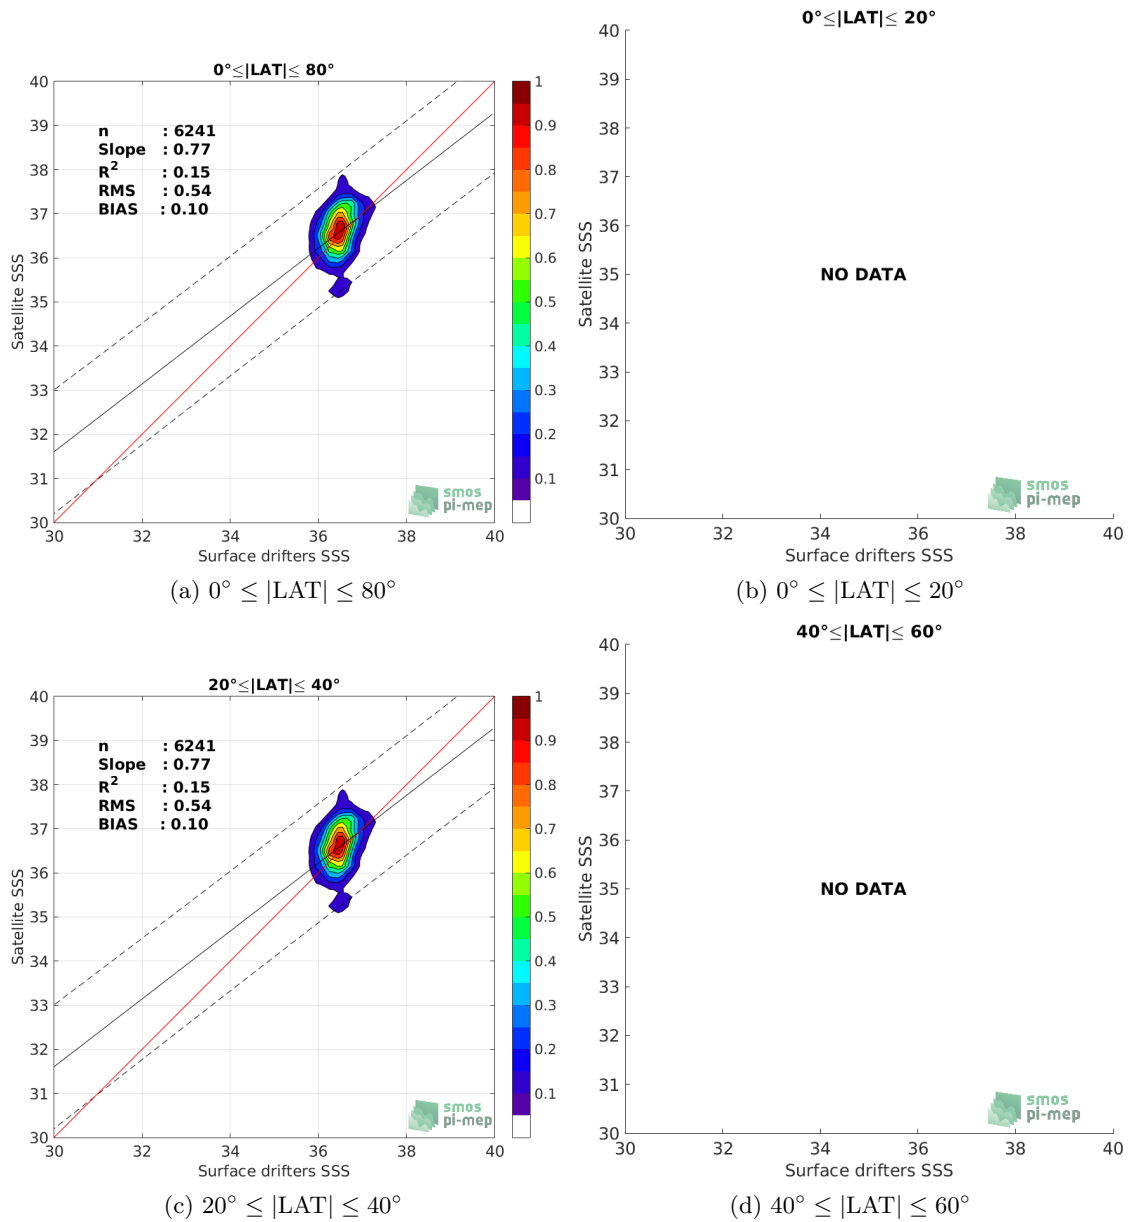 0°≤|LAT|≤ 80°
40
39
38
37
36
35
34
33
32
31
30
Satellite SSS
n : 6241
Slope : 0.77
R² : 0.15
RMS : 0.54
BIAS : 0.10
1
0.9
0.8
0.7
0.6
0.5
0.4
0.3
0.2
0.1
smos
pi-mep
30 32 34 36 38 40
Surface drifters SSS
(a) 0° ≤ |LAT| ≤ 80°
0°≤|LAT|≤ 20°
40
39
38
37
36
35
34
33
32
31
30
Satellite SSS
NO DATA
smos
pi-mep
30 32 34 36 38 40
Surface drifters SSS
(b) 0° ≤ |LAT| ≤ 20°
20°≤|LAT|≤ 40°
40
39
38
37
36
35
34
33
32
31
30
Satellite SSS
n : 6241
Slope : 0.77
R² : 0.15
RMS : 0.54
BIAS : 0.10
1
0.9
0.8
0.7
0.6
0.5
0.4
0.3
0.2
0.1
smos
pi-mep
30 32 34 36 38 40
Surface drifters SSS
(c) 20° ≤ |LAT| ≤ 40°
40°≤|LAT|≤ 60°
40
39
38
37
36
35
34
33
32
31
30
Satellite SSS
NO DATA
smos
pi-mep
30 32 34 36 38 40
Surface drifters SSS
(d) 40° ≤ |LAT| ≤ 60°